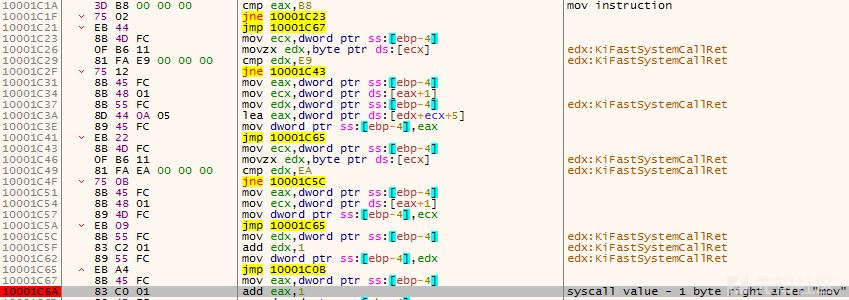 10001C1A 3D B8 00 00 00 cmp eax,B8 mov instruction
10001C1F 75 02 jne 10001C23
10001C21 EB 44 jmp 10001C67
10001C23 8B 4D FC mov ecx,dword ptr ss:[ebp-4]
10001C26 0F B6 11 movzx edx,byte ptr ds:[ecx] edx:KiFastSystemCallRet
10001C29 81 FA E9 00 00 00 cmp edx,E9 edx:KiFastSystemCallRet
10001C2F 75 12 jne 10001C43
10001C31 8B 45 FC mov eax,dword ptr ss:[ebp-4]
10001C34 8B 48 01 mov ecx,dword ptr ds:[eax+1]
10001C37 8B 55 FC mov edx,dword ptr ss:[ebp-4] edx:KiFastSystemCallRet
10001C3A 8D 44 0A 05 lea eax,dword ptr ds:[edx+ecx+5]
10001C3E 89 45 FC mov dword ptr ss:[ebp-4],eax
10001C41 EB 22 jmp 10001C65
10001C43 8B 4D FC mov ecx,dword ptr ss:[ebp-4]
10001C46 0F B6 11 movzx edx,byte ptr ds:[ecx] edx:KiFastSystemCallRet
10001C49 81 FA EA 00 00 00 cmp edx,EA edx:KiFastSystemCallRet
10001C4F 75 0B jne 10001C5C
10001C51 8B 45 FC mov eax,dword ptr ss:[ebp-4]
10001C54 8B 48 01 mov ecx,dword ptr ds:[eax+1]
10001C57 89 4D FC mov dword ptr ss:[ebp-4],ecx
10001C5A EB 09 jmp 10001C65
10001C5C 8B 55 FC mov edx,dword ptr ss:[ebp-4] edx:KiFastSystemCallRet
10001C5F 83 C2 01 add edx,1 edx:KiFastSystemCallRet
10001C62 89 55 FC mov dword ptr ss:[ebp-4],edx edx:KiFastSystemCallRet
10001C65 EB A4 jmp 10001C0B
10001C67 8B 45 FC mov eax,dword ptr ss:[ebp-4]
10001C6A 83 C0 01 add eax,1 syscall value - 1 byte right after "mov"